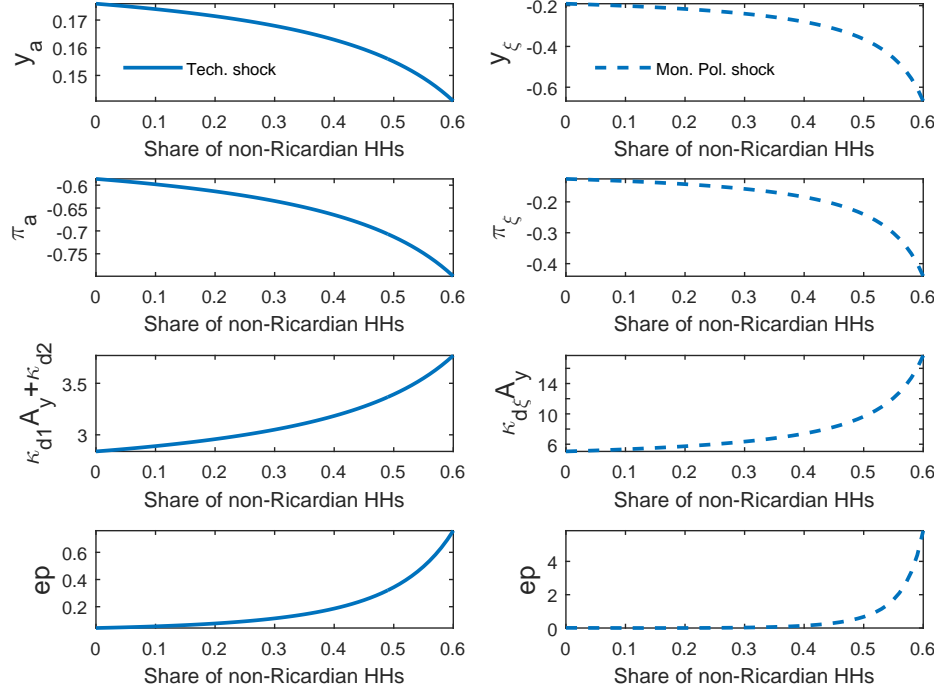 y_a
0.17
0.16
0.15
Tech. shock
0 0.1 0.2 0.3 0.4 0.5 0.6
Share of non-Ricardian HHs
y_ξ
-0.2
-0.4
-0.6
Mon. Pol. shock
0 0.1 0.2 0.3 0.4 0.5 0.6
Share of non-Ricardian HHs
π_a
-0.6
-0.65
-0.7
-0.75
0 0.1 0.2 0.3 0.4 0.5 0.6
Share of non-Ricardian HHs
π_ξ
-0.2
-0.3
-0.4
0 0.1 0.2 0.3 0.4 0.5 0.6
Share of non-Ricardian HHs
κ_d1 A_y+κ_d2
3.5
3
0 0.1 0.2 0.3 0.4 0.5 0.6
Share of non-Ricardian HHs
κ_dξ A_y
14
10
8
6
0 0.1 0.2 0.3 0.4 0.5 0.6
Share of non-Ricardian HHs
ep
0.6
0.4
0.2
0 0.1 0.2 0.3 0.4 0.5 0.6
Share of non-Ricardian HHs
ep
4
2
0
0 0.1 0.2 0.3 0.4 0.5 0.6
Share of non-Ricardian HHs